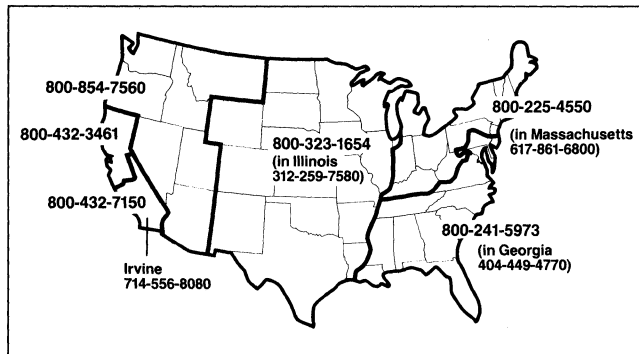 800-854-7560
800-432-3461
800-432-7150
Irvine
714-556-8080
800-323-1654
(in Illinois
312-259-7580)
800-225-4550
(in Massachusetts
617-861-6800)
800-241-5973
(in Georgia
404-449-4770)